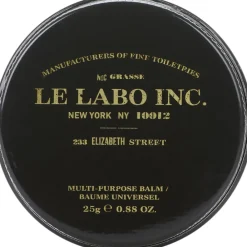 MANUFACTURERS OF FINE TOILETRIES
GRASSE
LE LABO INC.
NEW YORK NY 10012
233 ELIZABETH STREET
MULTI-PURPOSE BALM /
BAUME UNIVERSEL
25g ℮ 0.88 OZ.